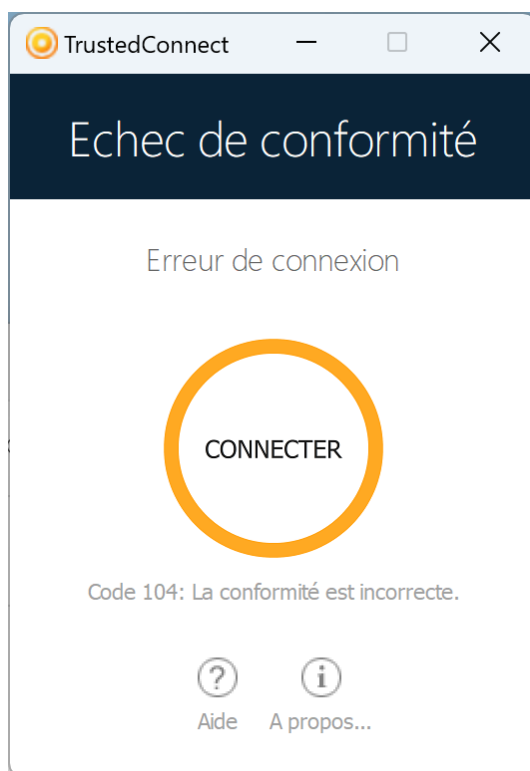 TrustedConnect
Echec de conformité
Erreur de connexion
CONNECTER
Code 104: La conformité est incorrecte.
Aide A propos...